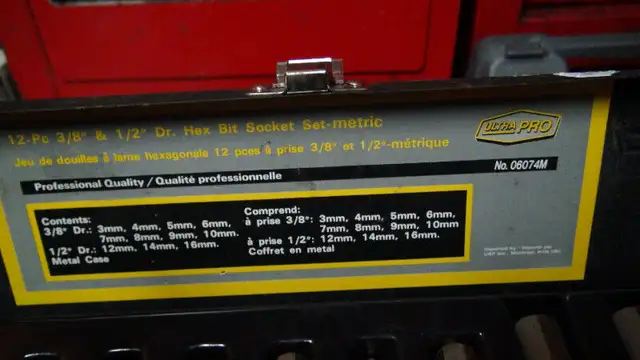 12-Pc 3/8" & 1/2" Dr. Hex Bit Socket Set-metric
ULTRA PRO
Jeu de douilles à lame hexagonale 12 pces à prise 3/8" et 1/2"-métrique
No. 06074M
Professional Quality / Qualité professionnelle
Contents:
3/8" Dr.: 3mm, 4mm, 5mm, 6mm,
7mm, 8mm, 9mm, 10mm.
1/2" Dr.: 12mm, 14mm, 16mm.
Metal Case
Comprend:
à prise 3/8": 3mm, 4mm, 5mm, 6mm,
7mm, 8mm, 9mm, 10mm
à prise 1/2": 12mm, 14mm, 16mm.
Coffret en métal
Imported by